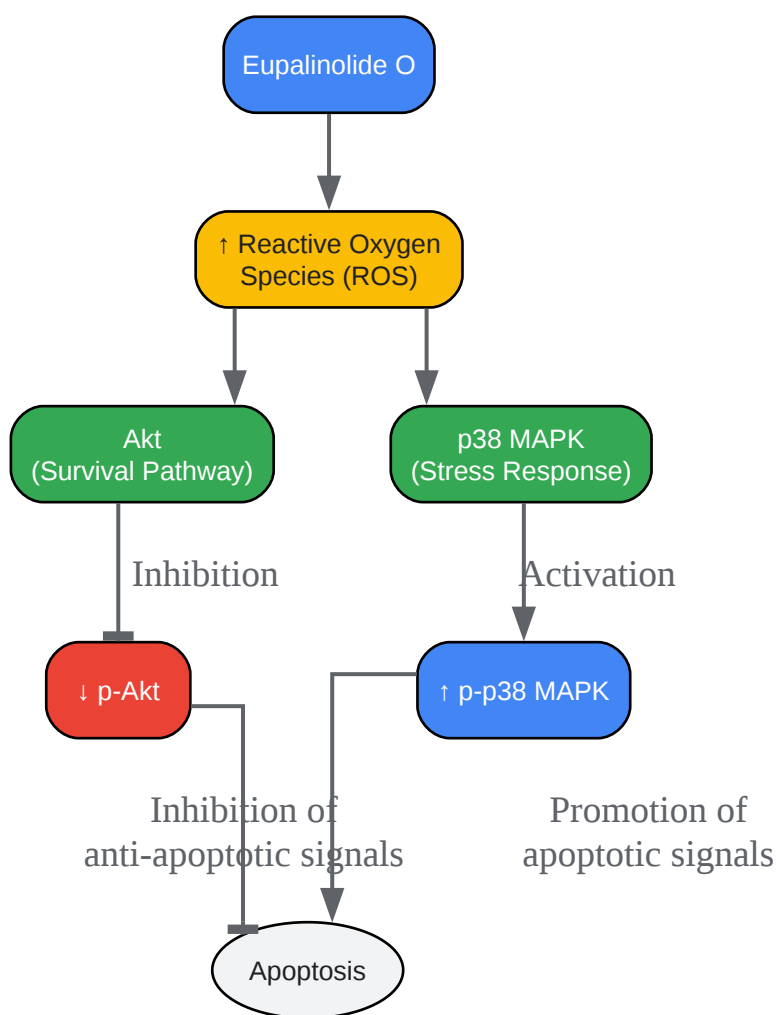 Eupalinolide O
↑ Reactive Oxygen
Species (ROS)
Akt
(Survival Pathway)
p38 MAPK
(Stress Response)
Inhibition
Activation
↓ p-Akt
↑ p-p38 MAPK
Inhibition of
anti-apoptotic signals
Promotion of
apoptotic signals
Apoptosis